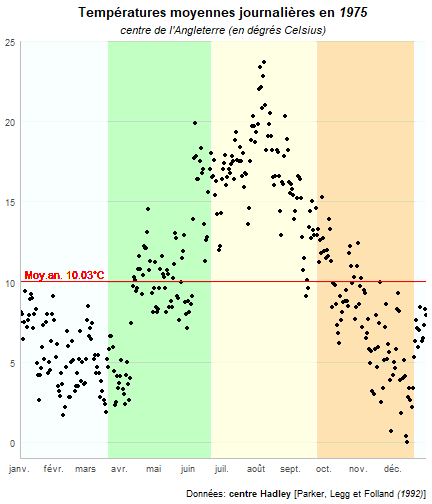 Températures moyennes journalières en 1975
centre de l'Angleterre (en dégrés Celsius)
25
20
15
Moy.an. 10.03°C
10
5
0
janv. févr. mars avr. mai juin juil. août sept. oct. nov. déc.
Données: centre Hadley [Parker, Legg et Folland (1992)]